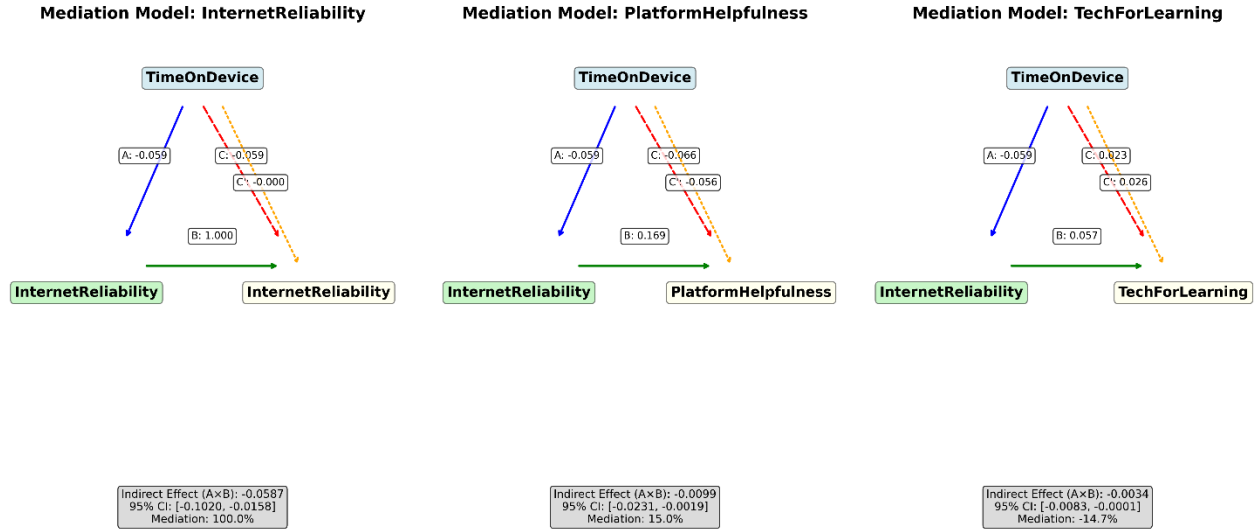 Mediation Model: InternetReliability
TimeOnDevice
A: -0.059
C: -0.059
C': -0.000
B: 1.000
InternetReliability
InternetReliability
Indirect Effect (A×B): -0.0587
95% CI: [-0.1020, -0.0158]
Mediation: 100.0%
Mediation Model: PlatformHelpfulness
TimeOnDevice
A: -0.059
C: -0.066
C': -0.056
B: 0.169
InternetReliability
PlatformHelpfulness
Indirect Effect (A×B): -0.0099
95% CI: [-0.0231, -0.0019]
Mediation: 15.0%
Mediation Model: TechForLearning
TimeOnDevice
A: -0.059
C: 0.023
C': 0.026
B: 0.057
InternetReliability
TechForLearning
Indirect Effect (A×B): -0.0034
95% CI: [-0.0083, -0.0001]
Mediation: -14.7%